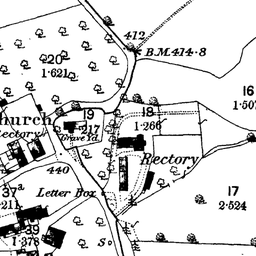 412
B.M.414·8
20
1·621
16
1·50
hurch
Rectory
19
·217
Grave Yd.
18
1·266
Rectory
440
Letter Box
37ᵃ
·211
17
2·524
39
1·378
S